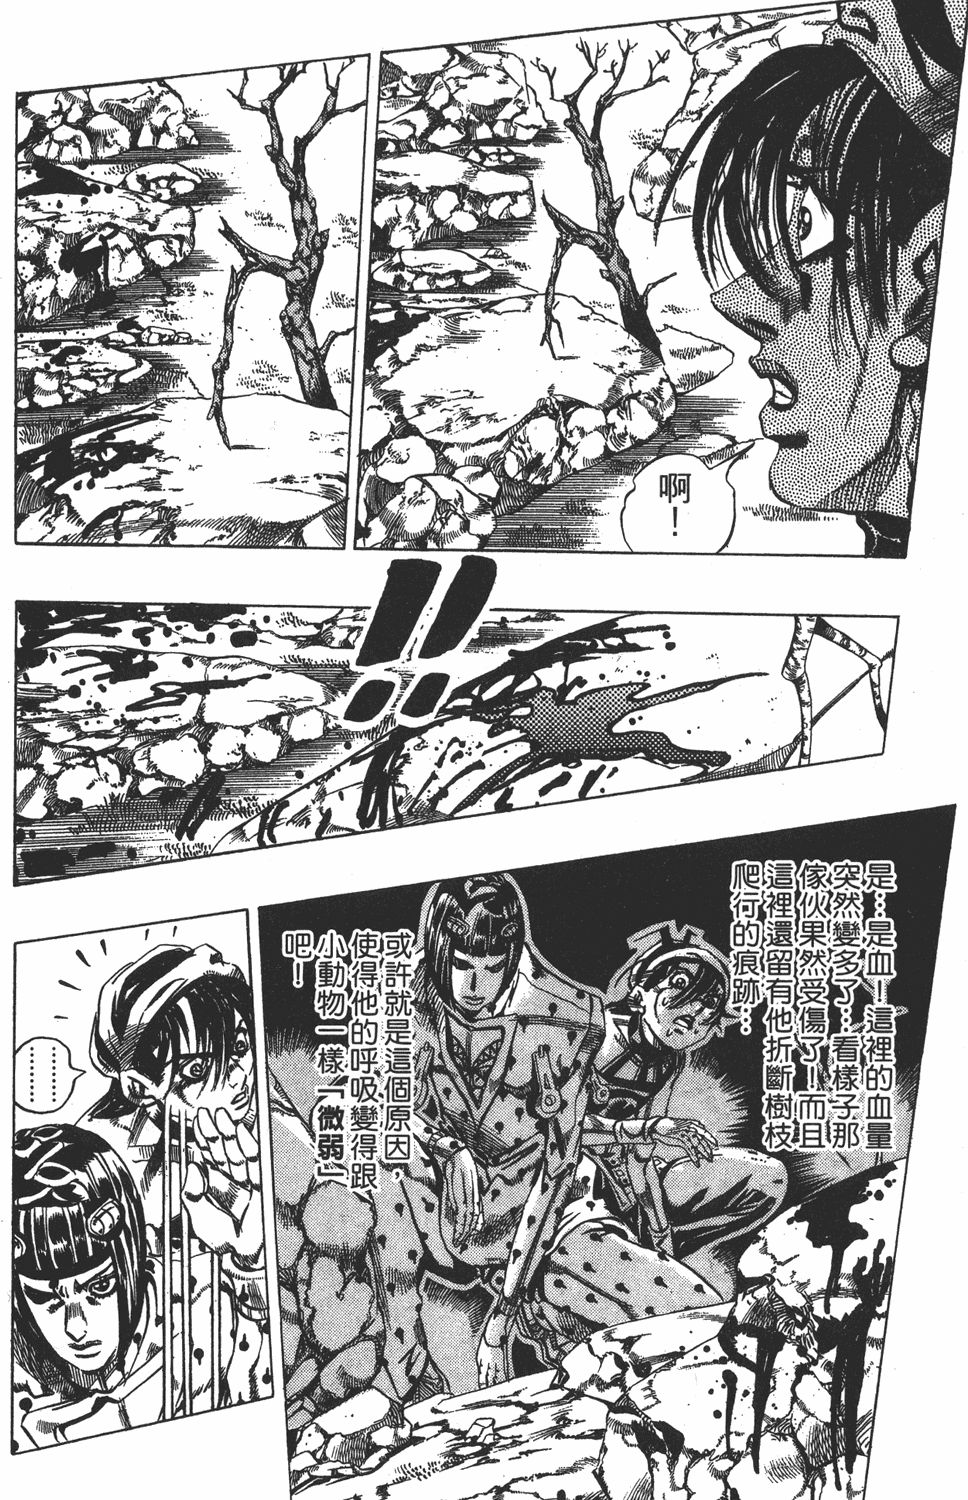 啊！
是…是血！這裡的血量
突然變多了…看樣子那
傢伙果然受傷了！而且
這裡還留有他折斷樹枝
爬行的痕跡…
或許就是這個原因，
使得他的呼吸變得跟
小動物一樣「微弱」
吧！
…………